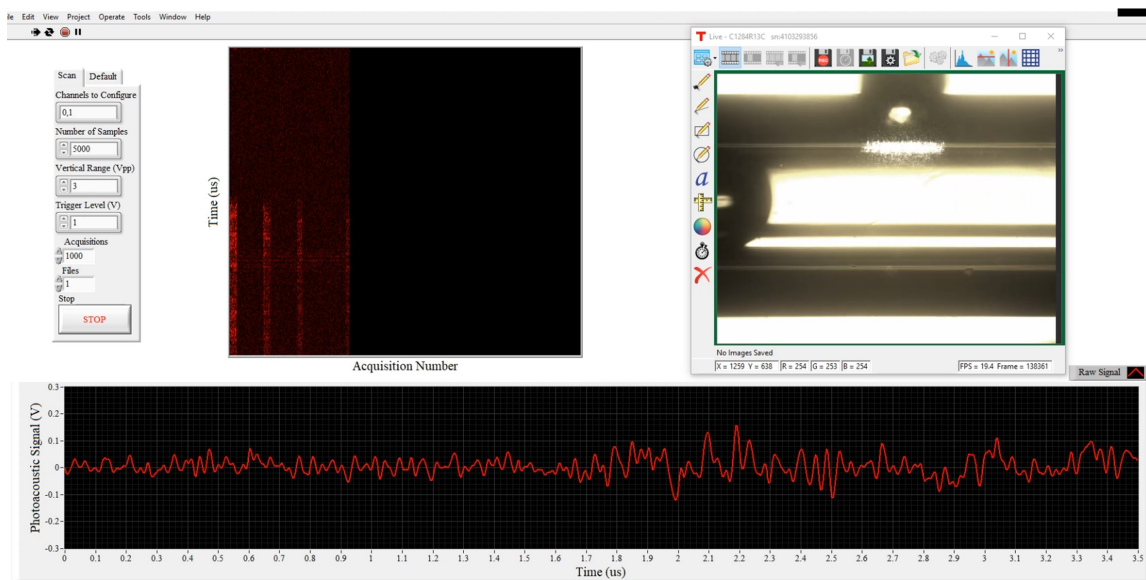 le Edit View Project Operate Tools Window Help
Scan Default
Channels to Configure
0,1
Number of Samples
5000
Vertical Range (Vpp)
3
Trigger Level (V)
1
Acquisitions
1000
Files
1
Stop
STOP
Time (us)
Acquisition Number
T Live - C1284R13C sn:4103293856
REC
a
No Images Saved
X = 1259 Y = 638 R = 254 G = 253 B = 254 FPS = 19.4 Frame = 138361
Raw Signal
Photoacoustic Signal (V)
0.3
0.2
0.1
0
-0.1
-0.2
-0.3
0 0.1 0.2 0.3 0.4 0.5 0.6 0.7 0.8 0.9 1 1.1 1.2 1.3 1.4 1.5 1.6 1.7 1.8 1.9 2 2.1 2.2 2.3 2.4 2.5 2.6 2.7 2.8 2.9 3 3.1 3.2 3.3 3.4 3.5
Time (us)